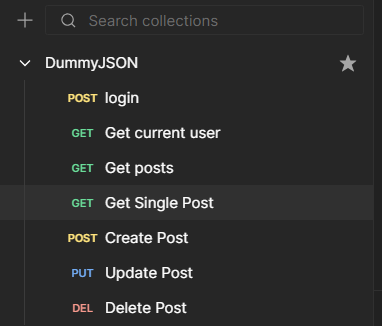 Search collections
DummyJSON
POST login
GET Get current user
GET Get posts
GET Get Single Post
POST Create Post
PUT Update Post
DEL Delete Post